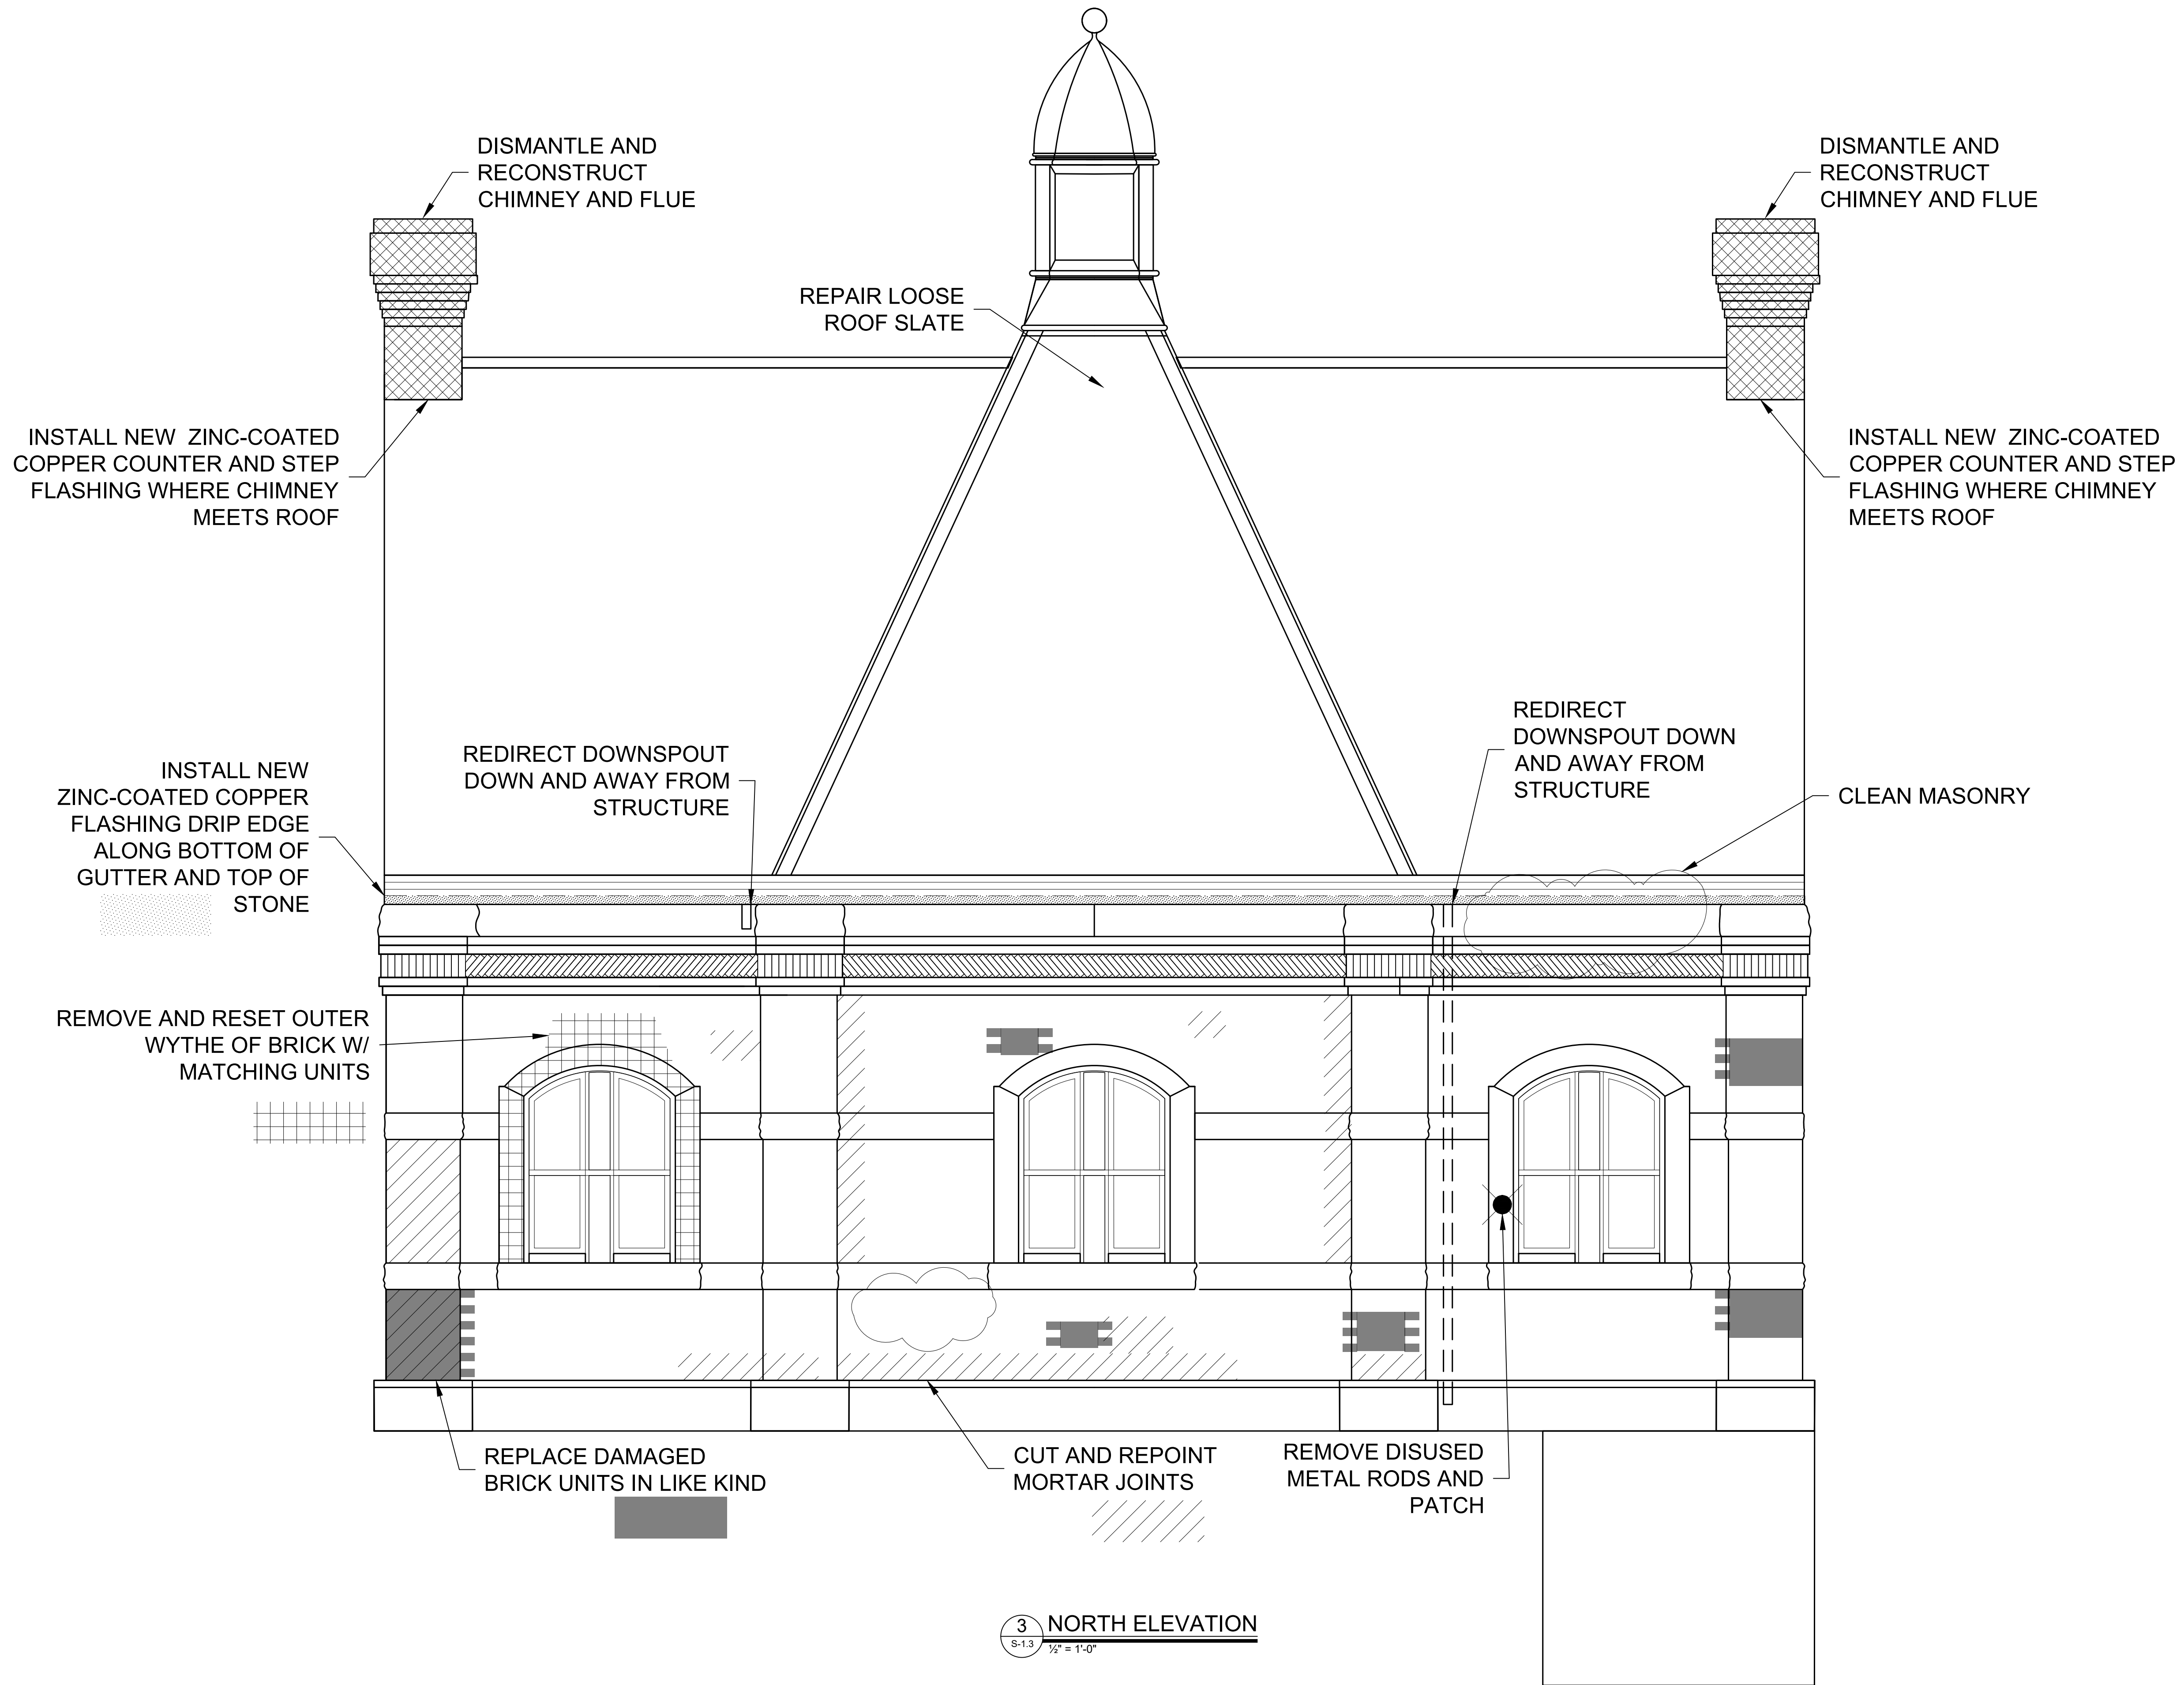 DISMANTLE AND
RECONSTRUCT
CHIMNEY AND FLUE
DISMANTLE AND
RECONSTRUCT
CHIMNEY AND FLUE
REPAIR LOOSE
ROOF SLATE
INSTALL NEW ZINC-COATED
COPPER COUNTER AND STEP
FLASHING WHERE CHIMNEY
MEETS ROOF
INSTALL NEW ZINC-COATED
COPPER COUNTER AND STEP
FLASHING WHERE CHIMNEY
MEETS ROOF
INSTALL NEW
ZINC-COATED COPPER
FLASHING DRIP EDGE
ALONG BOTTOM OF
GUTTER AND TOP OF
STONE
REDIRECT DOWNSPOUT
DOWN AND AWAY FROM
STRUCTURE
REDIRECT
DOWNSPOUT DOWN
AND AWAY FROM
STRUCTURE
CLEAN MASONRY
REMOVE AND RESET OUTER
WYTHE OF BRICK W/
MATCHING UNITS
REPLACE DAMAGED
BRICK UNITS IN LIKE KIND
CUT AND REPOINT
MORTAR JOINTS
REMOVE DISUSED
METAL RODS AND
PATCH
3
S-1.3
NORTH ELEVATION
½" = 1'-0"